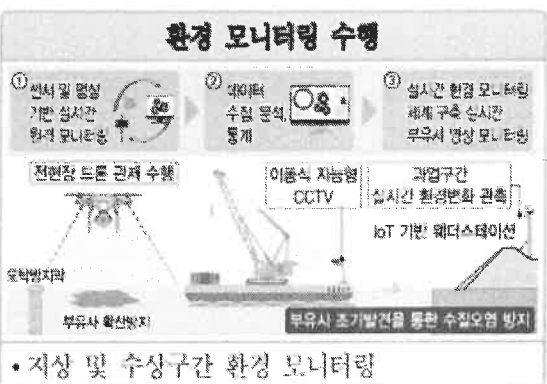 환경 모니터링 수행
① 센서 및 영상
기반 실시간
원격 모니터링
② 데이터
수집, 분석,
통계
③ 실시간 환경 모니터링
체계 구축 실시간
부유사 영상 모니터링
전현장 드론 관제 수행
이동식 지능형
CCTV
과업구간
실시간 환경변화 관측
IoT 기반 웨더스테이션
오탁방지막
부유사 확산방지
부유사 조기발견을 통한 수질오염 방지
• 지상 및 수상구간 환경 모니터링